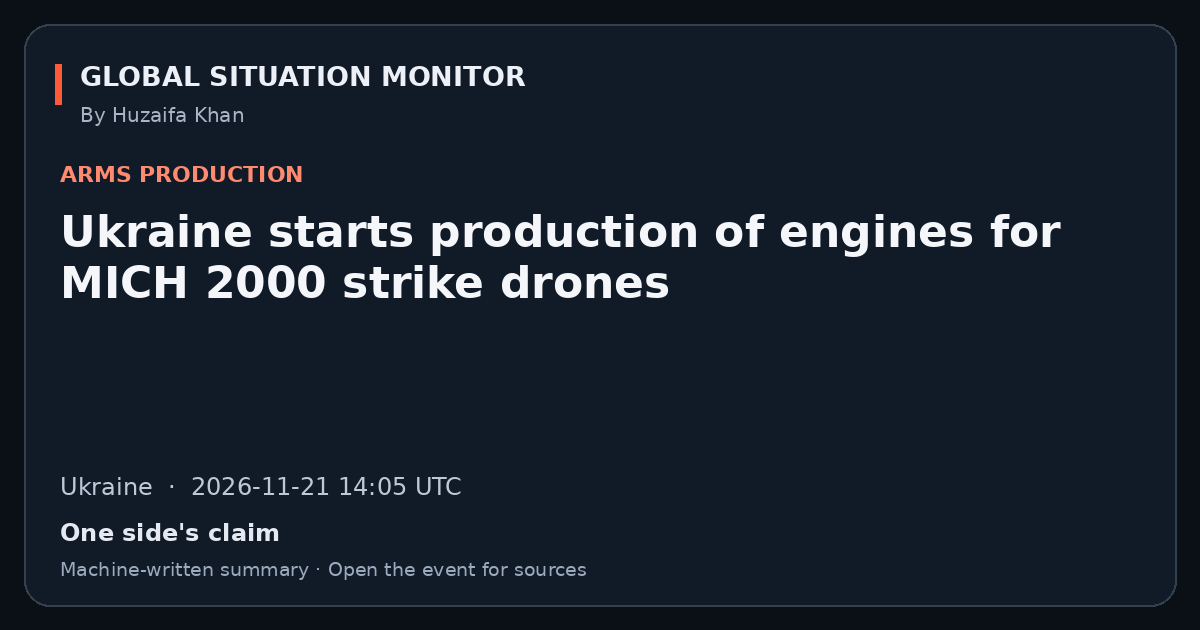 GLOBAL SITUATION MONITOR
By Huzaifa Khan
ARMS PRODUCTION
Ukraine starts production of engines for
MICH 2000 strike drones
Ukraine · 2026-11-21 14:05 UTC
One side's claim
Machine-written summary · Open the event for sources